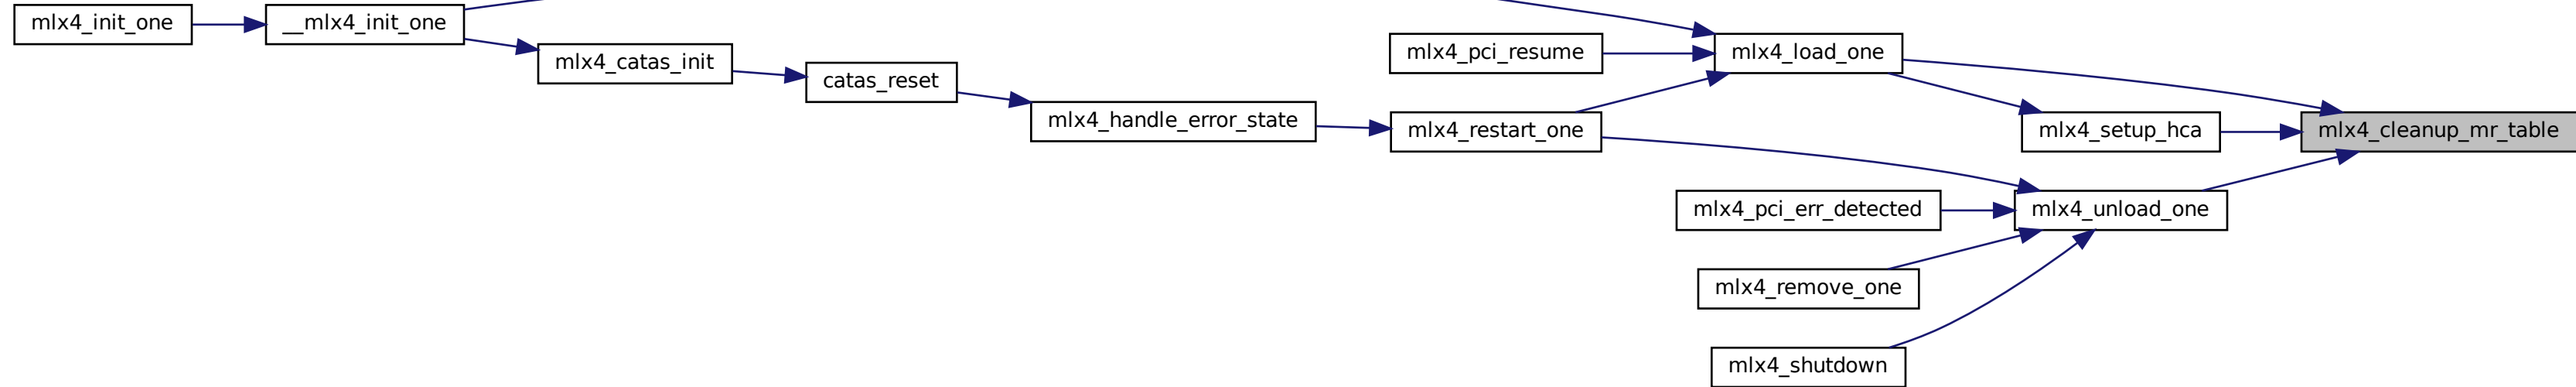 mlx4_init_one
__mlx4_init_one
mlx4_catas_init
catas_reset
mlx4_handle_error_state
mlx4_pci_resume
mlx4_restart_one
mlx4_load_one
mlx4_setup_hca
mlx4_cleanup_mr_table
mlx4_pci_err_detected
mlx4_unload_one
mlx4_remove_one
mlx4_shutdown